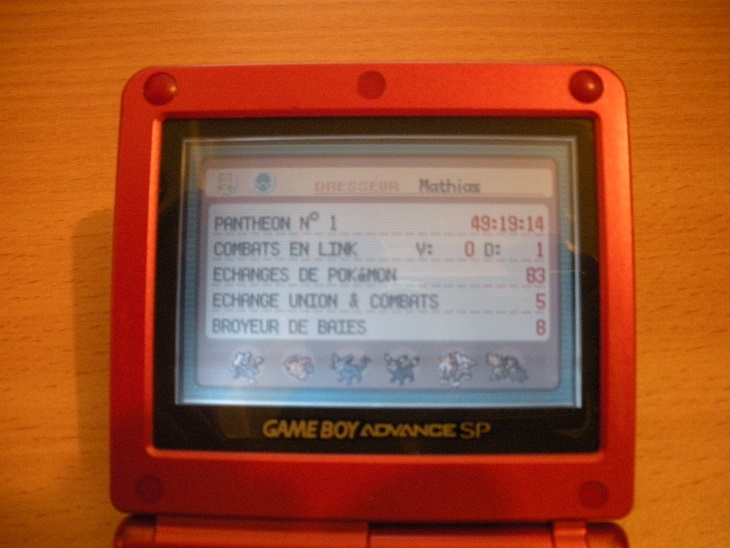 DRESSEUR Mathias
PANTHEON N° 1 49:19:14
COMBATS EN LINK V: 0 D: 1
ECHANGES DE POKéMON 83
ECHANGE UNION & COMBATS 5
BROYEUR DE BAIES 8
GAME BOY ADVANCE SP